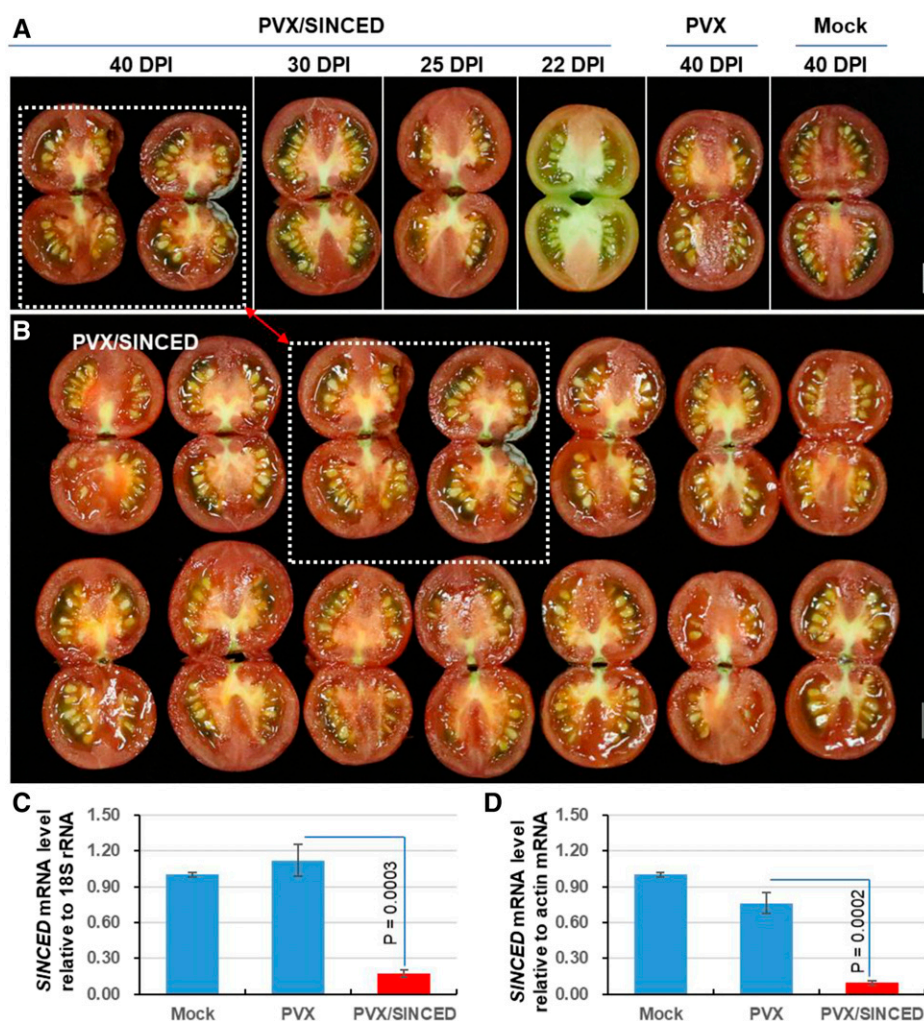 A
PVX/SlNCED PVX Mock
40 DPI 30 DPI 25 DPI 22 DPI 40 DPI 40 DPI
B
PVX/SlNCED
C
SlNCED mRNA level
relative to 18S rRNA
1.50
1.20
0.90
0.60
0.30
0.00
P = 0.0003
Mock PVX PVX/SlNCED
D
SlNCED mRNA level
relative to actin mRNA
1.50
1.20
0.90
0.60
0.30
0.00
P = 0.0002
Mock PVX PVX/SlNCED